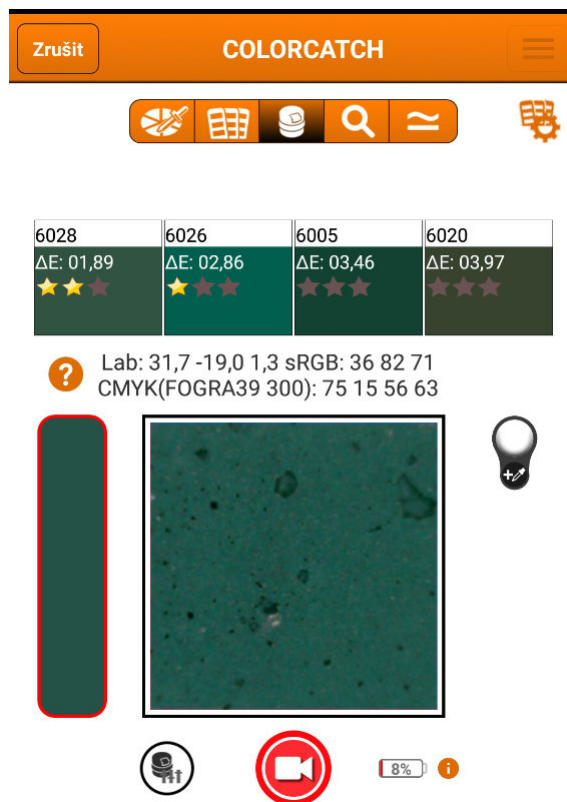 Zrušit COLORCATCH
6028 6026 6005 6020
ΔE: 01,89 ΔE: 02,86 ΔE: 03,46 ΔE: 03,97
? Lab: 31,7 -19,0 1,3 sRGB: 36 82 71
CMYK(FOGRA39 300): 75 15 56 63
8% i